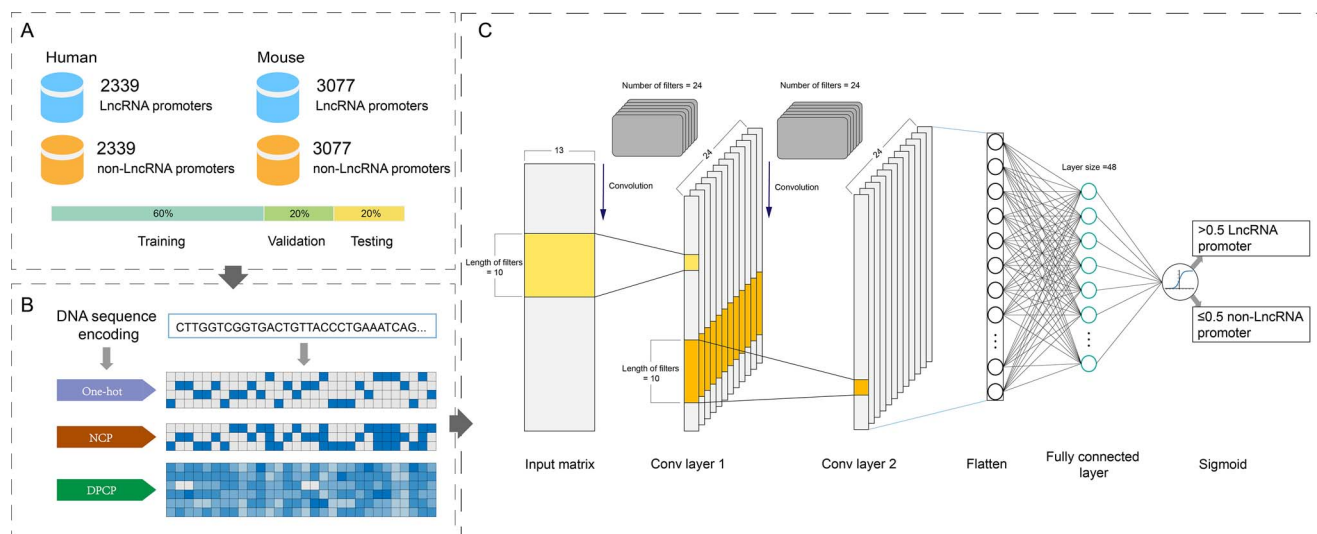 A
Human
Mouse
2339
LncRNA promoters
3077
LncRNA promoters
2339
non-LncRNA promoters
3077
non-LncRNA promoters
60%
20%
20%
Training
Validation
Testing
B
DNA sequence
encoding
CTTGGTCGGTGACTGTTACCCTGAAATCAG...
One-hot
NCP
DPCP
C
Number of filters = 24
Number of filters = 24
13
Convolution
24
Convolution
24
Length of filters
= 10
Length of filters
= 10
Layer size =48
>0.5 LncRNA
promoter
≤0.5 non-LncRNA
promoter
Input matrix
Conv layer 1
Conv layer 2
Flatten
Fully connected
layer
Sigmoid